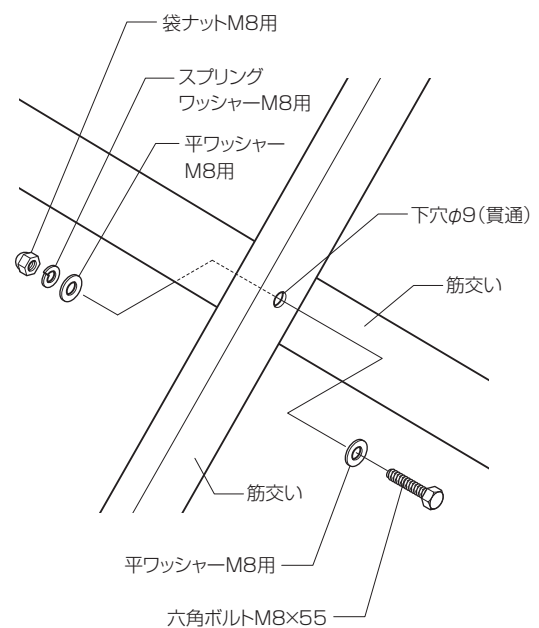 袋ナットM8用
スプリング
ワッシャーM8用
平ワッシャー
M8用
下穴φ9（貫通）
筋交い
筋交い
平ワッシャーM8用
六角ボルトM8×55